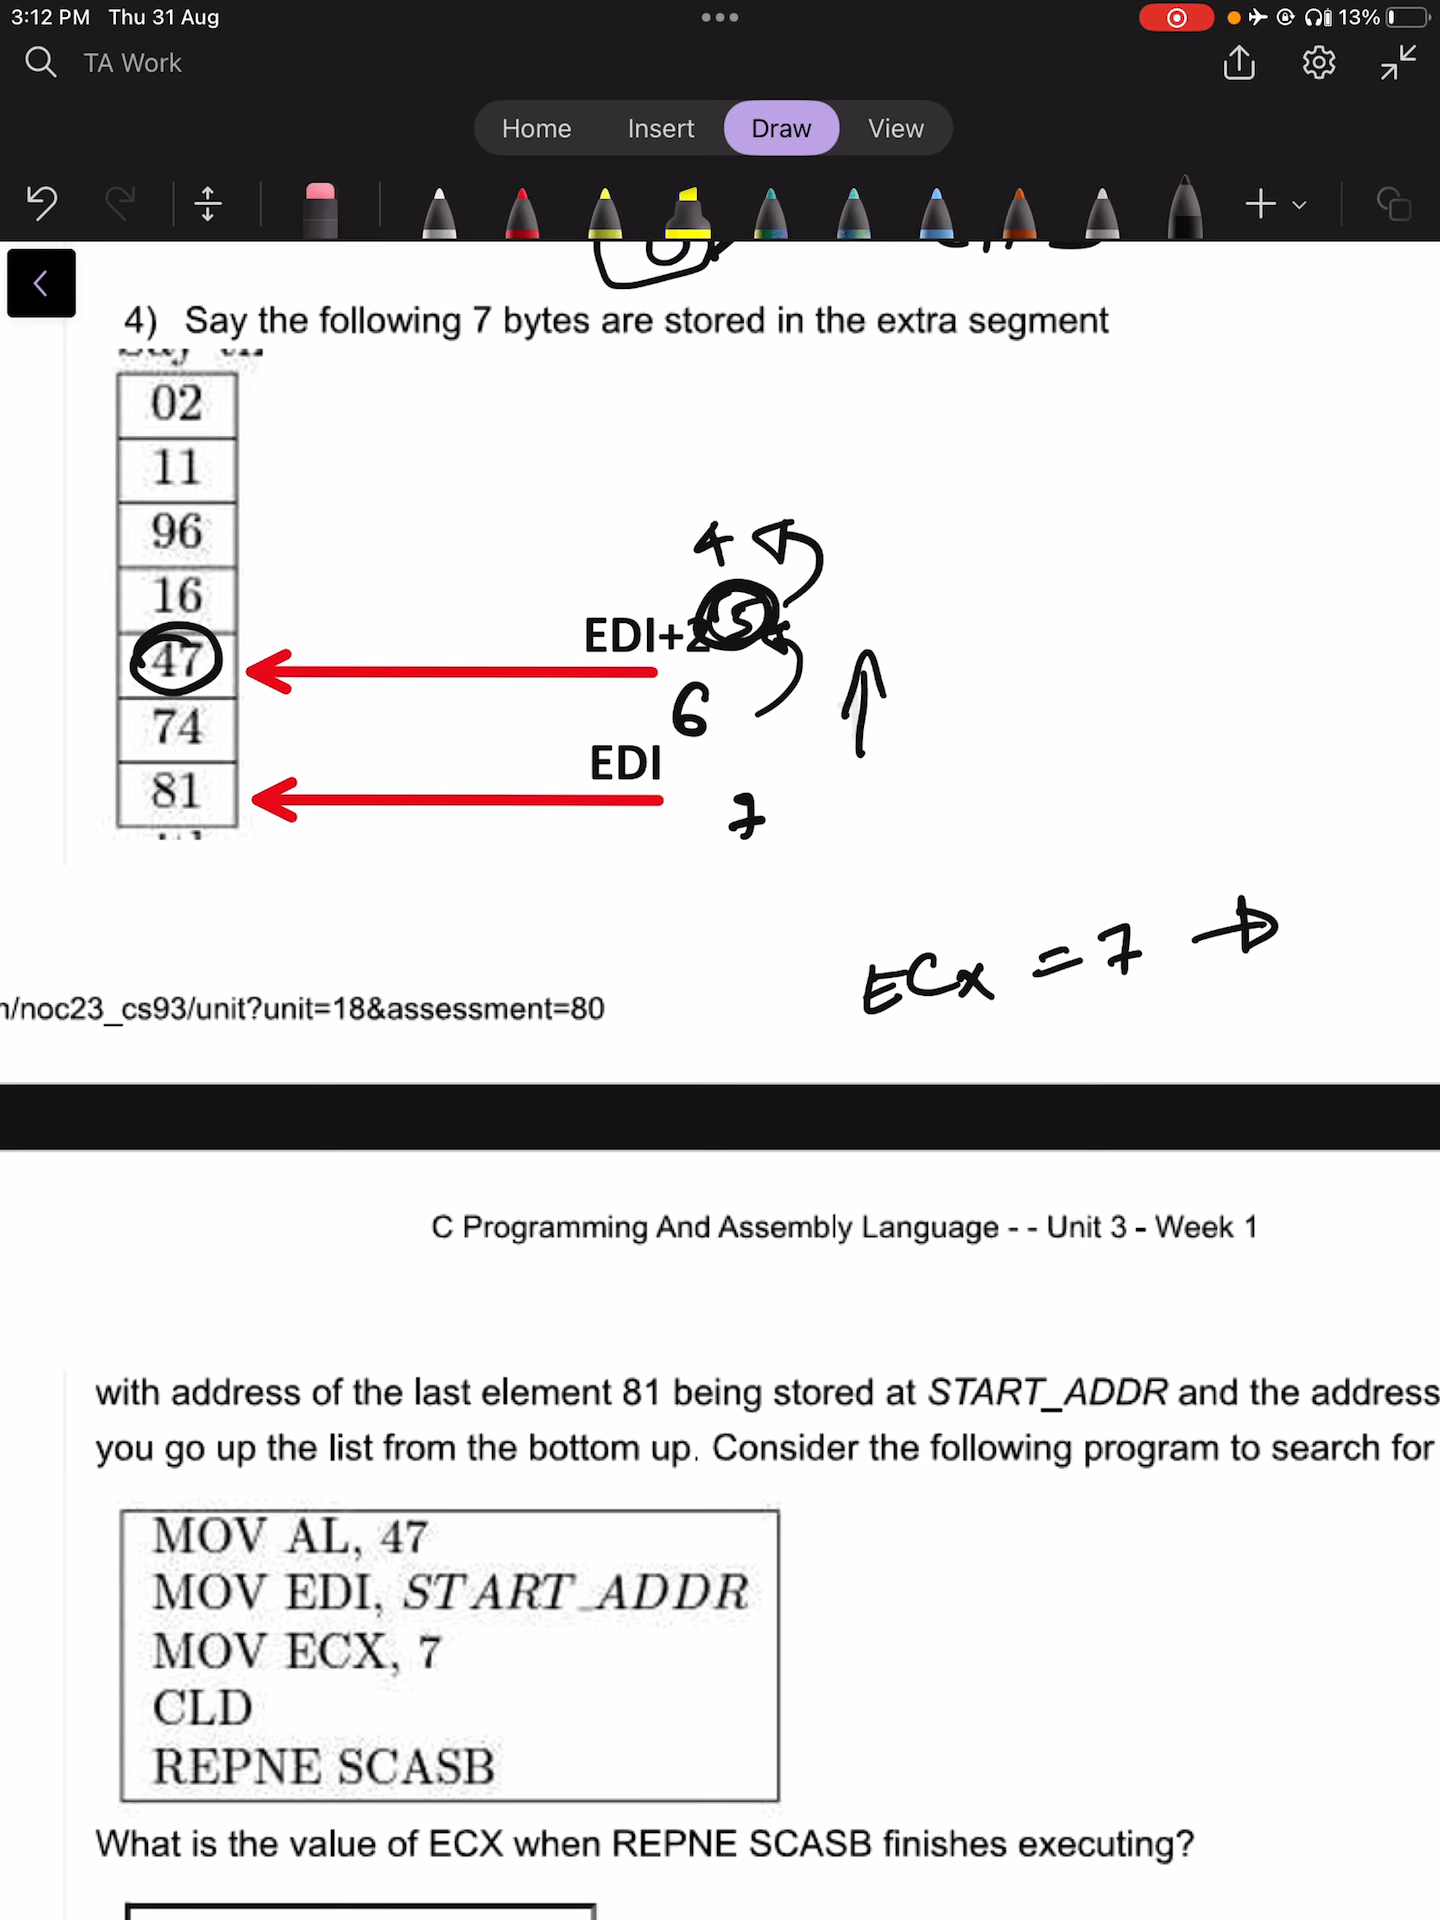 3:12 PM Thu 31 Aug
13%
TA Work
Home Insert Draw View
4) Say the following 7 bytes are stored in the extra segment
02
11
96
16
47
74
81
4
EDI+2
5
6
EDI
7
ECX = 7
/noc23_cs93/unit?unit=18&assessment=80
C Programming And Assembly Language - - Unit 3 - Week 1
with address of the last element 81 being stored at START_ADDR and the address
you go up the list from the bottom up. Consider the following program to search for
MOV AL, 47
MOV EDI, START_ADDR
MOV ECX, 7
CLD
REPNE SCASB
What is the value of ECX when REPNE SCASB finishes executing?